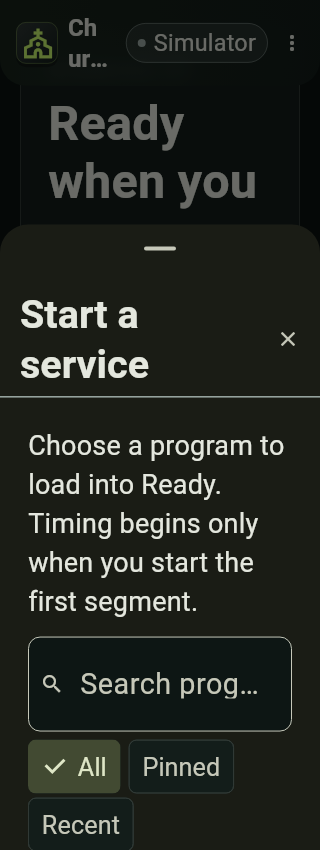 Ch
ur…
Simulator
Ready
when you
Start a
service
Choose a program to
load into Ready.
Timing begins only
when you start the
first segment.
Search prog…
All
Pinned
Recent